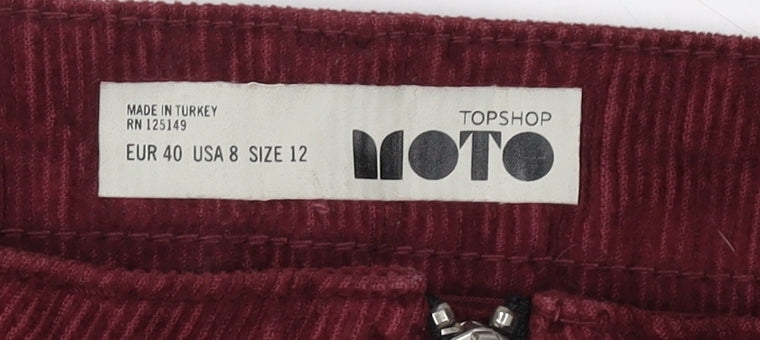 MADE IN TURKEY
RN 125149
EUR 40 USA 8 SIZE 12
TOPSHOP
MOTO